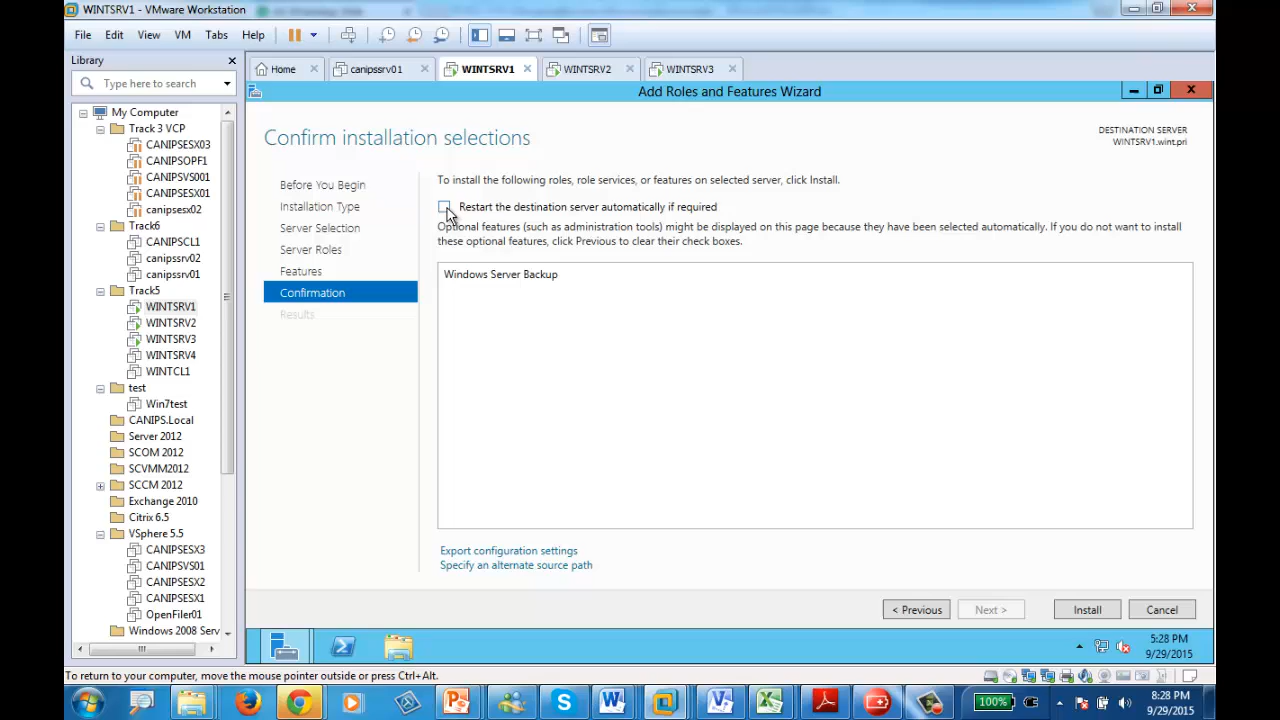 WINTSRV1 - VMware Workstation
File Edit View VM Tabs Help
Library
Type here to search
My Computer
Track 3 VCP
CANIPSESX03
CANIPSOPF1
CANIPSVS001
CANIPSESX01
canipsesx02
Track6
CANIPSCL1
canipssrv02
canipssrv01
Track5
WINTSRV1
WINTSRV2
WINTSRV3
WINTSRV4
WINTCL1
test
Win7test
CANIPS.Local
Server 2012
SCOM 2012
SCVMM2012
SCCM 2012
Exchange 2010
Citrix 6.5
VSphere 5.5
CANIPSESX3
CANIPSVS01
CANIPSESX2
CANIPSESX1
OpenFiler01
Windows 2008 Serv
Home canipssrv01 WINTSRV1 WINTSRV2 WINTSRV3
Add Roles and Features Wizard
Confirm installation selections
DESTINATION SERVER
WINTSRV1.wint.pri
Before You Begin
Installation Type
Server Selection
Server Roles
Features
Confirmation
Results
To install the following roles, role services, or features on selected server, click Install.
Restart the destination server automatically if required
Optional features (such as administration tools) might be displayed on this page because they have been selected automatically. If you do not want to install
these optional features, click Previous to clear their check boxes.
Windows Server Backup
Export configuration settings
Specify an alternate source path
< Previous Next > Install Cancel
5:28 PM
9/29/2015
To return to your computer, move the mouse pointer outside or press Ctrl+Alt.
100%
8:28 PM
9/29/2015